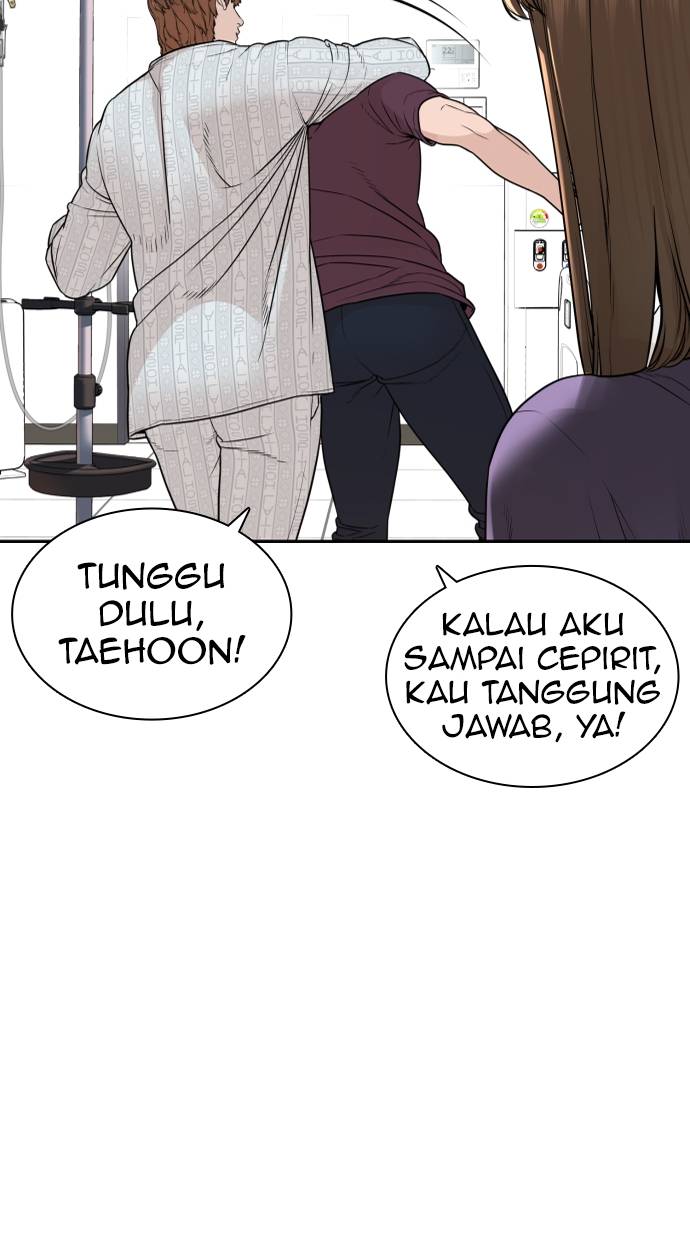 TUNGGU
DULU,
TAEHOON!
KALAU AKU
SAMPAI CEPIRIT,
KAU TANGGUNG
JAWAB, YA!